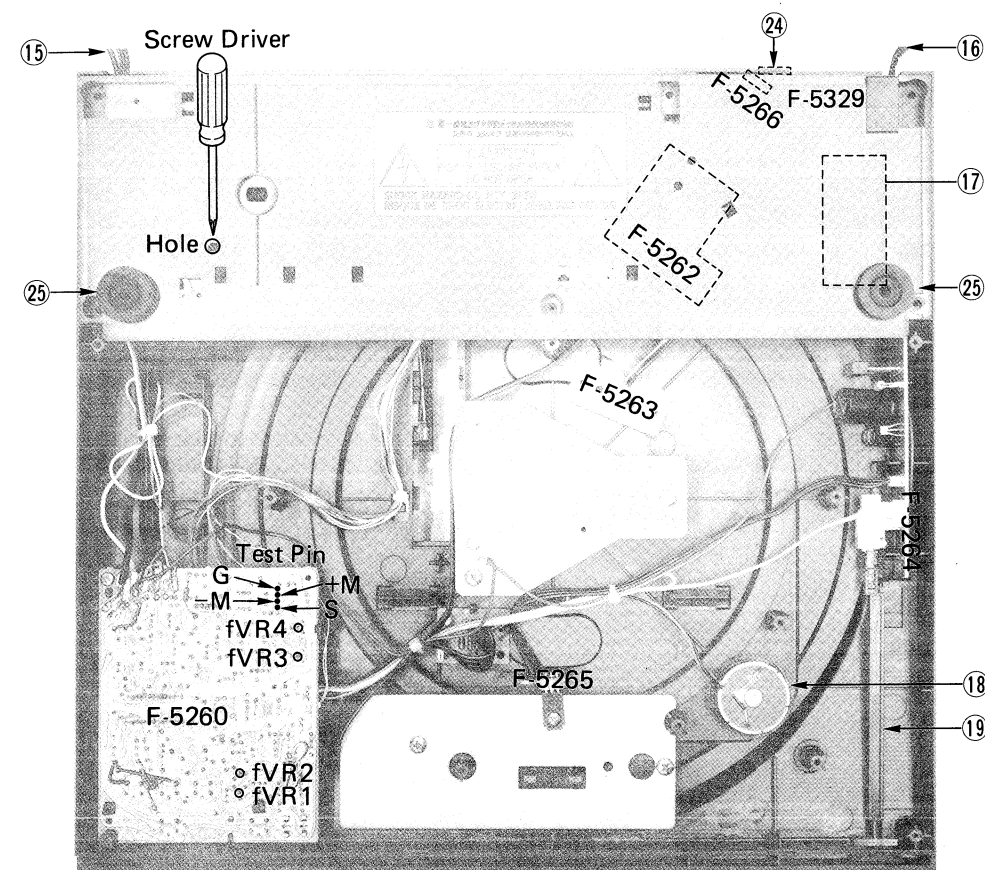 Screw Driver
15
24
16
F-5266
F-5329
17
Hole
F-5262
25
25
F-5263
F-5264
Test Pin
G
+M
-M
S
fVR4
fVR3
F-5265
F-5260
18
19
fVR2
fVR1